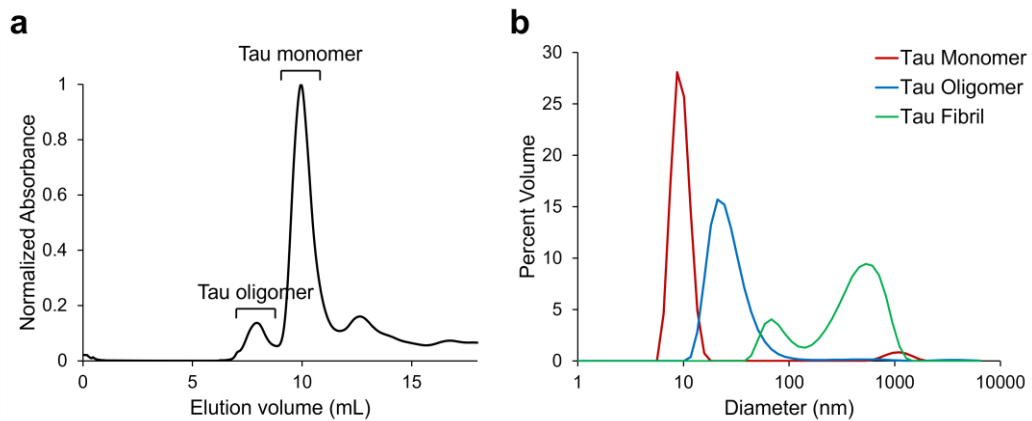 a
Tau monomer
Tau oligomer
Normalized Absorbance
1
0.8
0.6
0.4
0.2
0
0
5
10
15
Elution volume (mL)
b
Tau Monomer
Tau Oligomer
Tau Fibril
Percent Volume
30
25
20
15
10
5
0
1
10
100
1000
10000
Diameter (nm)